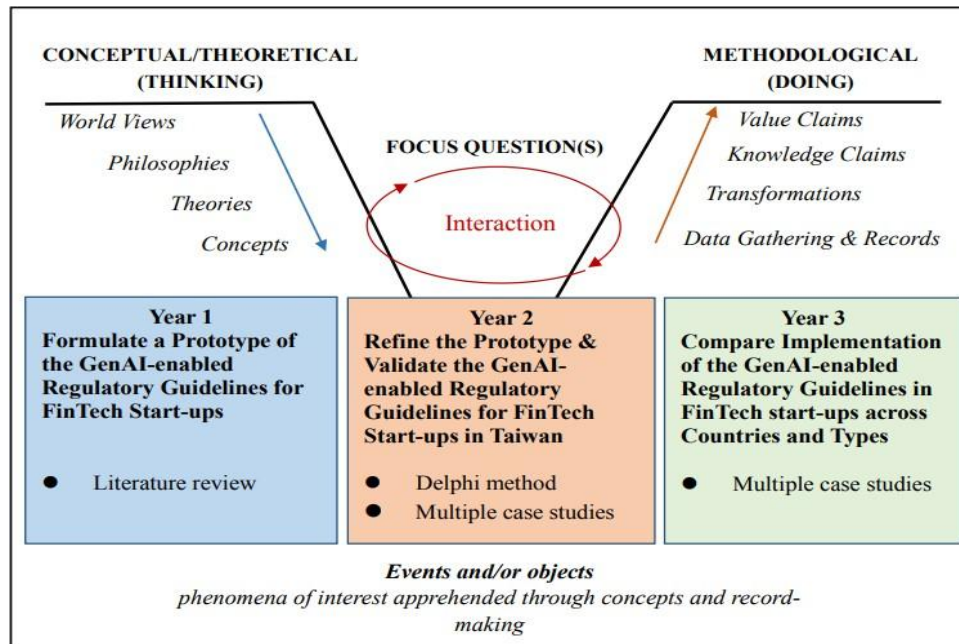 CONCEPTUAL/THEORETICAL
(THINKING)
World Views
Philosophies
Theories
Concepts
FOCUS QUESTION(S)
Interaction
METHODOLOGICAL
(DOING)
Value Claims
Knowledge Claims
Transformations
Data Gathering & Records
Year 1
Formulate a Prototype of
the GenAI-enabled
Regulatory Guidelines for
FinTech Start-ups
● Literature review
Year 2
Refine the Prototype &
Validate the GenAI-
enabled Regulatory
Guidelines for FinTech
Start-ups in Taiwan
● Delphi method
● Multiple case studies
Year 3
Compare Implementation
of the GenAI-enabled
Regulatory Guidelines in
FinTech start-ups across
Countries and Types
● Multiple case studies
Events and/or objects
phenomena of interest apprehended through concepts and record-
making